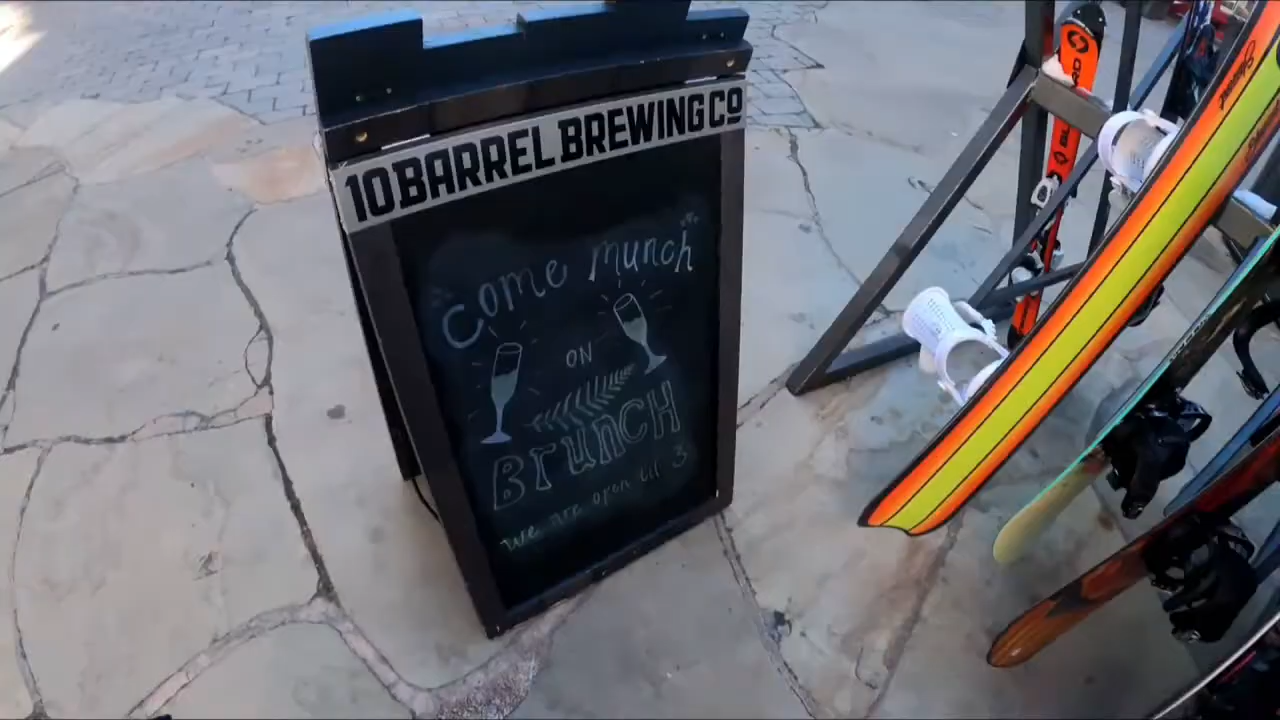 10 BARREL BREWING CO
come munch
ON
BrUNCH
we are open til 3